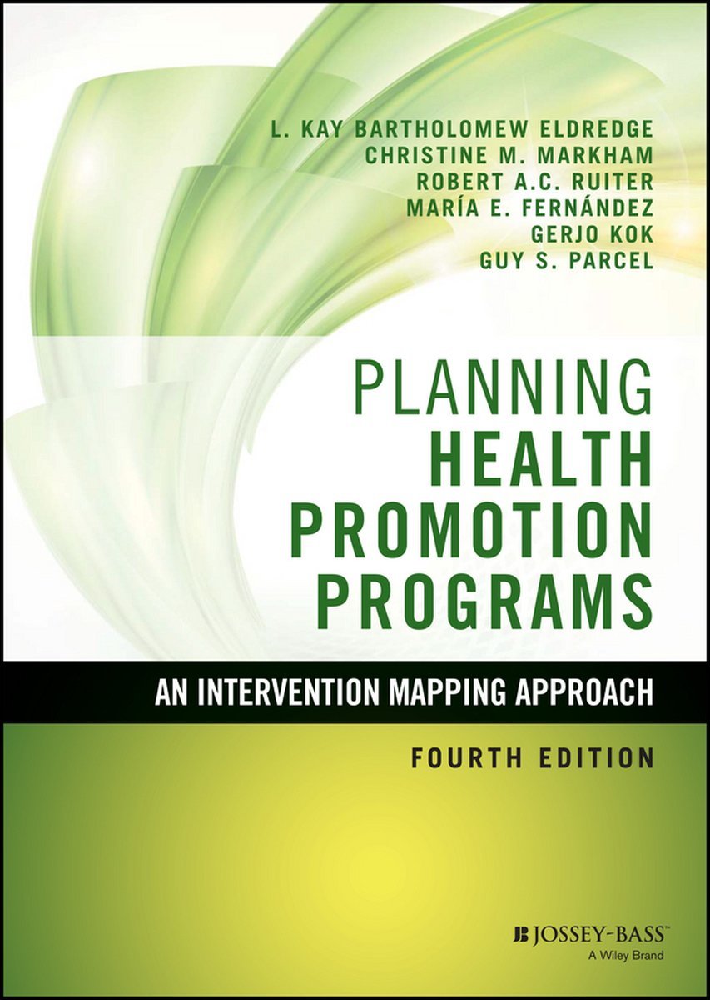 L. KAY BARTHOLOMEW ELDREDGE
CHRISTINE M. MARKHAM
ROBERT A.C. RUITER
MARÍA E. FERNÁNDEZ
GERJO KOK
GUY S. PARCEL
PLANNING
HEALTH
PROMOTION
PROGRAMS
AN INTERVENTION MAPPING APPROACH
FOURTH EDITION
JB JOSSEY-BASS™
A Wiley Brand